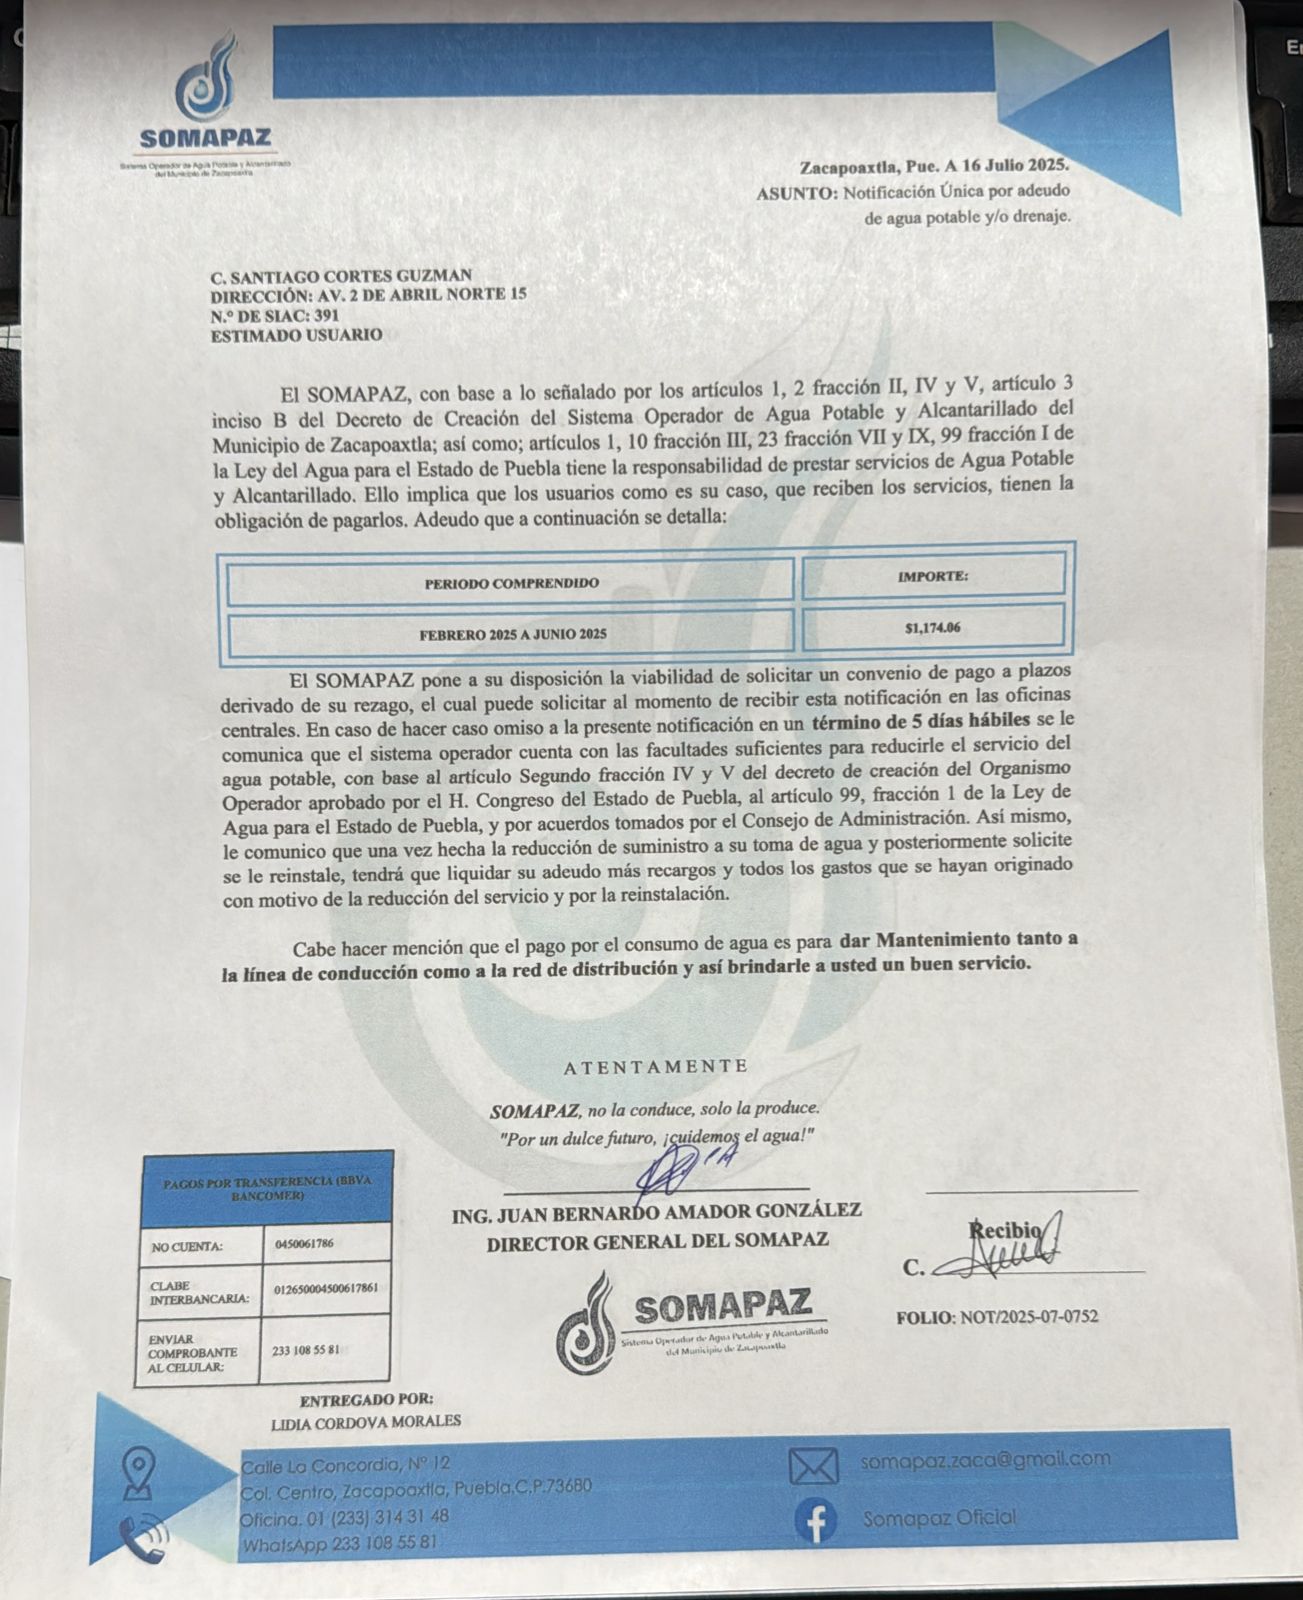 SOMAPAZ
Sistema Operador de Agua Potable y Alcantarillado
del Municipio de Zacapoaxtla
Zacapoaxtla, Pue. A 16 Julio 2025.
ASUNTO: Notificación Única por adeudo
de agua potable y/o drenaje.
C. SANTIAGO CORTES GUZMAN
DIRECCIÓN: AV. 2 DE ABRIL NORTE 15
N.º DE SIAC: 391
ESTIMADO USUARIO
El SOMAPAZ, con base a lo señalado por los artículos 1, 2 fracción II, IV y V, artículo 3
inciso B del Decreto de Creación del Sistema Operador de Agua Potable y Alcantarillado del
Municipio de Zacapoaxtla; así como; artículos 1, 10 fracción III, 23 fracción VII y IX, 99 fracción I de
la Ley del Agua para el Estado de Puebla tiene la responsabilidad de prestar servicios de Agua Potable
y Alcantarillado. Ello implica que los usuarios como es su caso, que reciben los servicios, tienen la
obligación de pagarlos. Adeudo que a continuación se detalla:
PERIODO COMPRENDIDO
IMPORTE:
FEBRERO 2025 A JUNIO 2025
$1,174.06
El SOMAPAZ pone a su disposición la viabilidad de solicitar un convenio de pago a plazos
derivado de su rezago, el cual puede solicitar al momento de recibir esta notificación en las oficinas
centrales. En caso de hacer caso omiso a la presente notificación en un término de 5 días hábiles se le
comunica que el sistema operador cuenta con las facultades suficientes para reducirle el servicio del
agua potable, con base al artículo Segundo fracción IV y V del decreto de creación del Organismo
Operador aprobado por el H. Congreso del Estado de Puebla, al artículo 99, fracción 1 de la Ley de
Agua para el Estado de Puebla, y por acuerdos tomados por el Consejo de Administración. Así mismo,
le comunico que una vez hecha la reducción de suministro a su toma de agua y posteriormente solicite
se le reinstale, tendrá que liquidar su adeudo más recargos y todos los gastos que se hayan originado
con motivo de la reducción del servicio y por la reinstalación.
Cabe hacer mención que el pago por el consumo de agua es para dar Mantenimiento tanto a
la línea de conducción como a la red de distribución y así brindarle a usted un buen servicio.
ATENTAMENTE
SOMAPAZ, no la conduce, solo la produce.
"Por un dulce futuro, ¡cuidemos el agua!"
ING. JUAN BERNARDO AMADOR GONZÁLEZ
DIRECTOR GENERAL DEL SOMAPAZ
SOMAPAZ
Sistema Operador de Agua Potable y Alcantarillado
del Municipio de Zacapoaxtla
Recibio
C.
FOLIO: NOT/2025-07-0752
PAGOS POR TRANSFERENCIA (BBVA
BANCOMER)
NO CUENTA:
0450061786
CLABE
INTERBANCARIA:
012650004500617861
ENVIAR
COMPROBANTE
AL CELULAR:
233 108 55 81
ENTREGADO POR:
LIDIA CORDOVA MORALES
Calle La Concordia, N° 12
Col. Centro, Zacapoaxtla, Puebla.C.P.73680
Oficina. 01 (233) 314 31 48
WhatsApp 233 108 55 81
somapaz.zaca@gmail.com
Somapaz Oficial